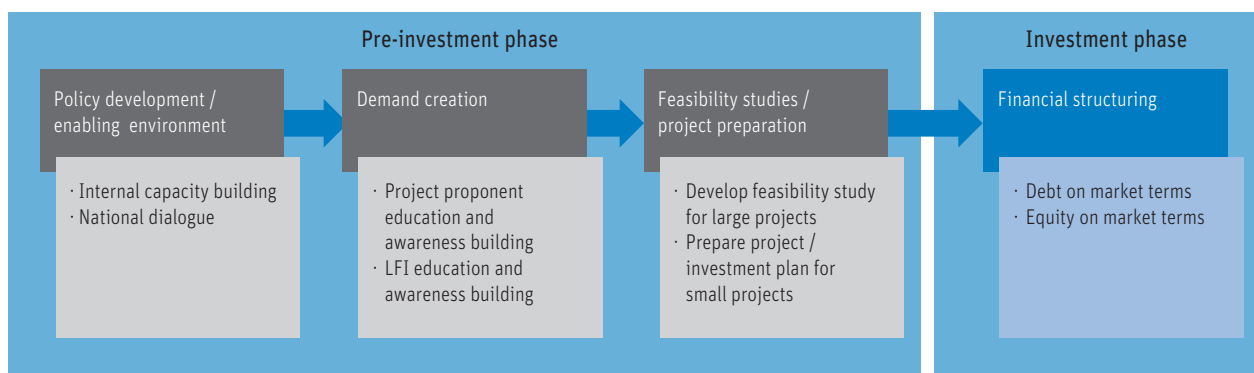 Pre-investment phase
Investment phase
Policy development /
enabling environment
· Internal capacity building
· National dialogue
Demand creation
· Project proponent
education and
awareness building
· LFI education and
awareness building
Feasibility studies /
project preparation
· Develop feasibility study
for large projects
· Prepare project /
investment plan for
small projects
Financial structuring
· Debt on market terms
· Equity on market terms